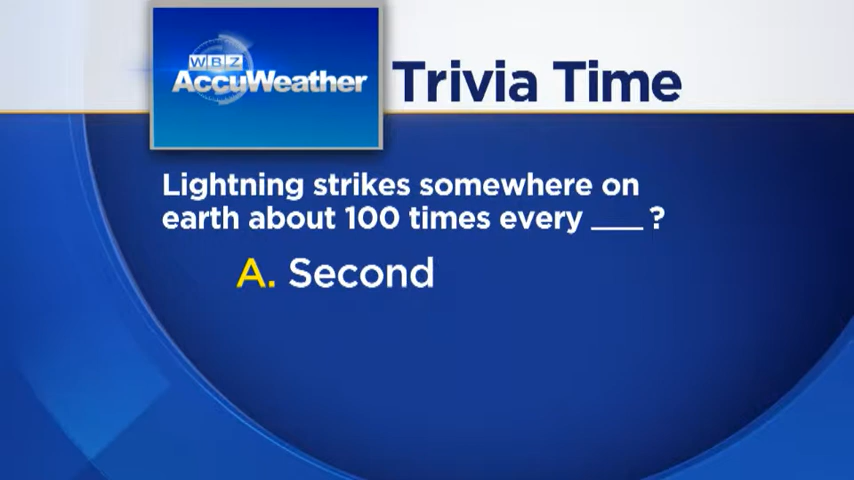 WBZ
AccuWeather
Trivia Time
Lightning strikes somewhere on
earth about 100 times every ___ ?
A. Second